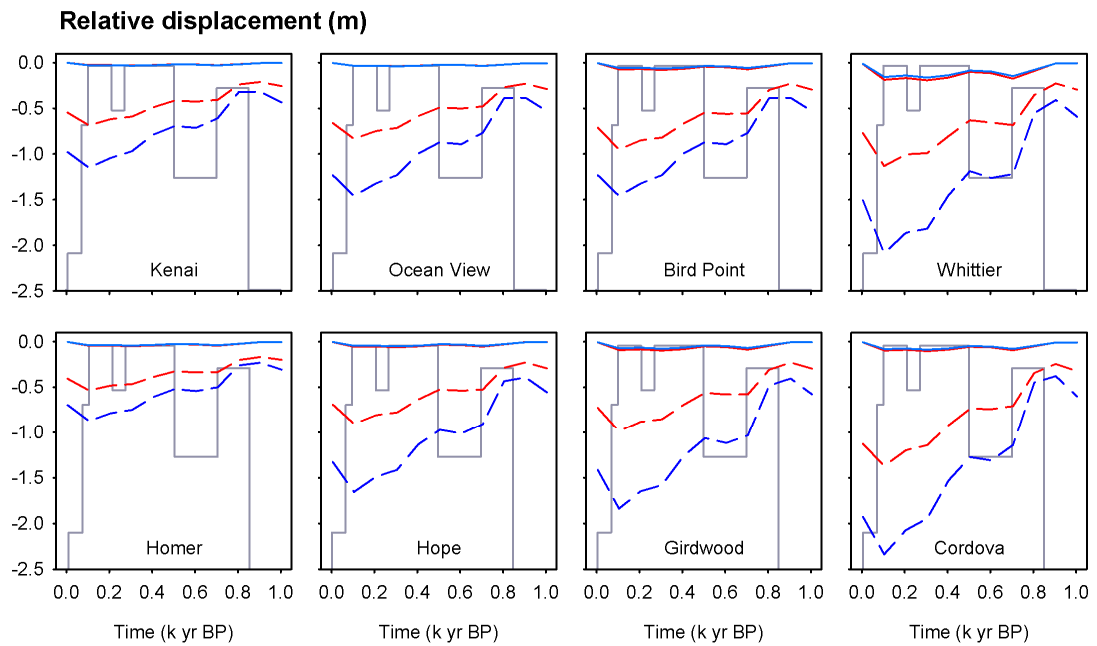 Relative displacement (m)
0.0
-0.5
-1.0
-1.5
-2.0
-2.5
Kenai
Ocean View
Bird Point
Whittier
0.0
-0.5
-1.0
-1.5
-2.0
-2.5
Homer
Hope
Girdwood
Cordova
0.0 0.2 0.4 0.6 0.8 1.0 0.0 0.2 0.4 0.6 0.8 1.0 0.0 0.2 0.4 0.6 0.8 1.0 0.0 0.2 0.4 0.6 0.8 1.0
Time (k yr BP) Time (k yr BP) Time (k yr BP) Time (k yr BP)